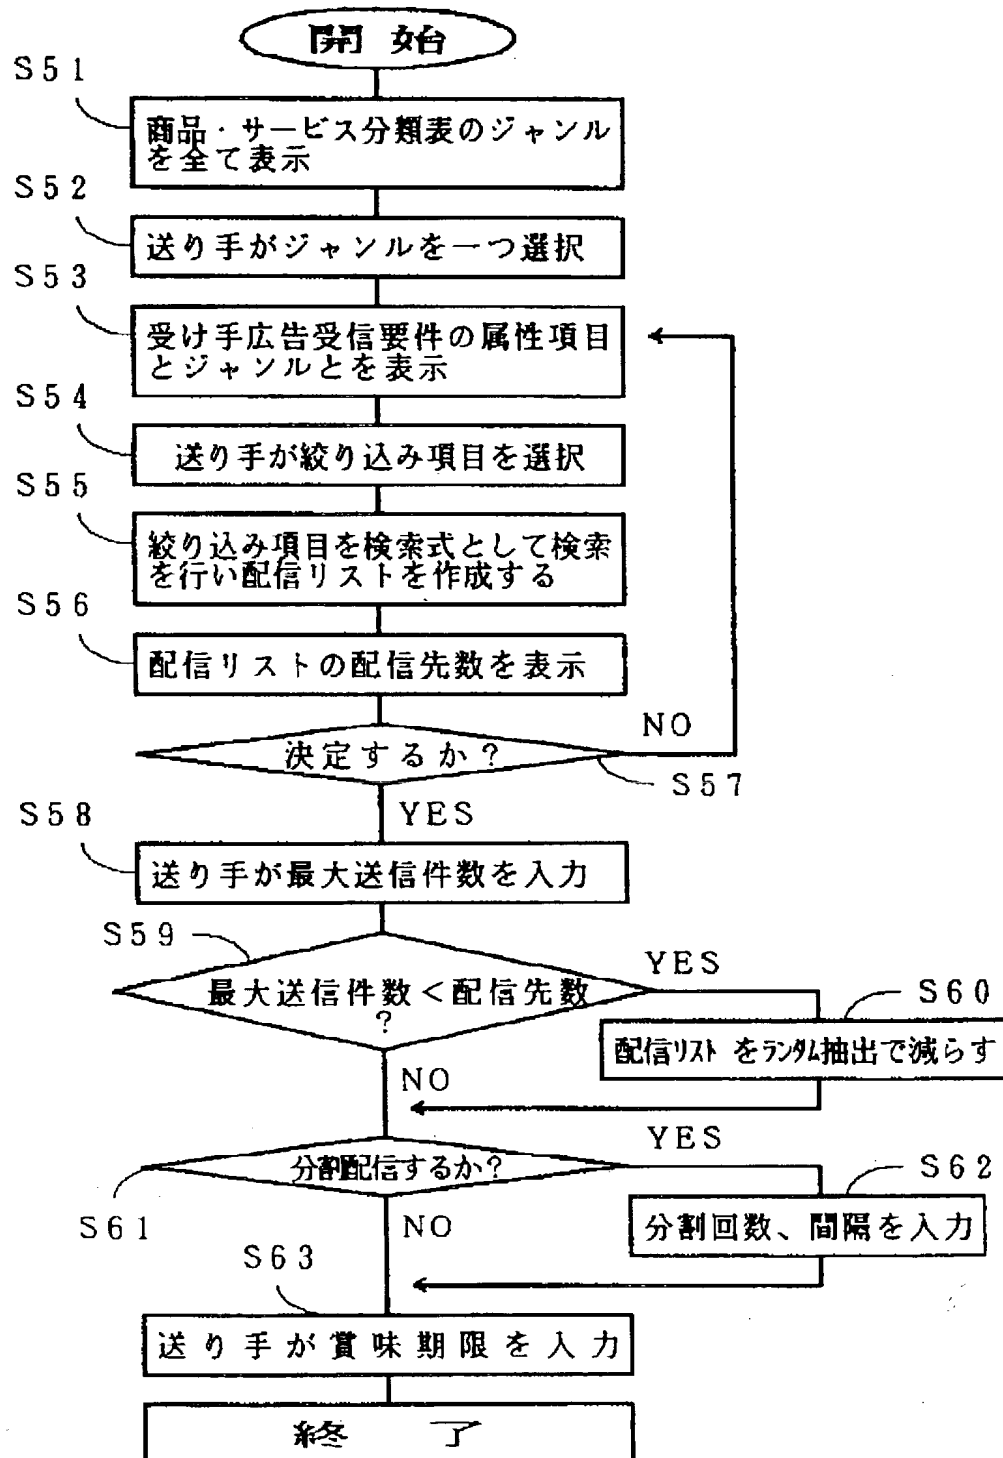 開始
S51
商品・サービス分類表のジャンル
を全て表示
S52
送り手がジャンルを一つ選択
S53
受け手広告受信要件の属性項目
とジャンルとを表示
S54
送り手が絞り込み項目を選択
S55
絞り込み項目を検索式として検索
を行い配信リストを作成する
S56
配信リストの配信先数を表示
決定するか?
NO
S57
YES
S58
送り手が最大送信件数を入力
S59
最大送信件数<配信先数
?
YES
S60
配信リスト をランダム抽出で減らす
NO
分割配信するか?
YES
S61
S62
分割回数、間隔を入力
NO
S63
送り手が賞味期限を入力
終 了